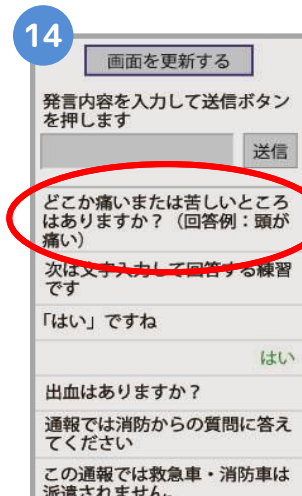 14
画面を更新する
発言内容を入力して送信ボタン
を押します
送信
どこか痛いまたは苦しいところ
はありますか？（回答例：頭が
痛い）
次は文字入力して回答する練習
です
「はい」ですね
はい
出血はありますか？
通報では消防からの質問に答え
てください
この通報では救急車・消防車は
派遣されません。